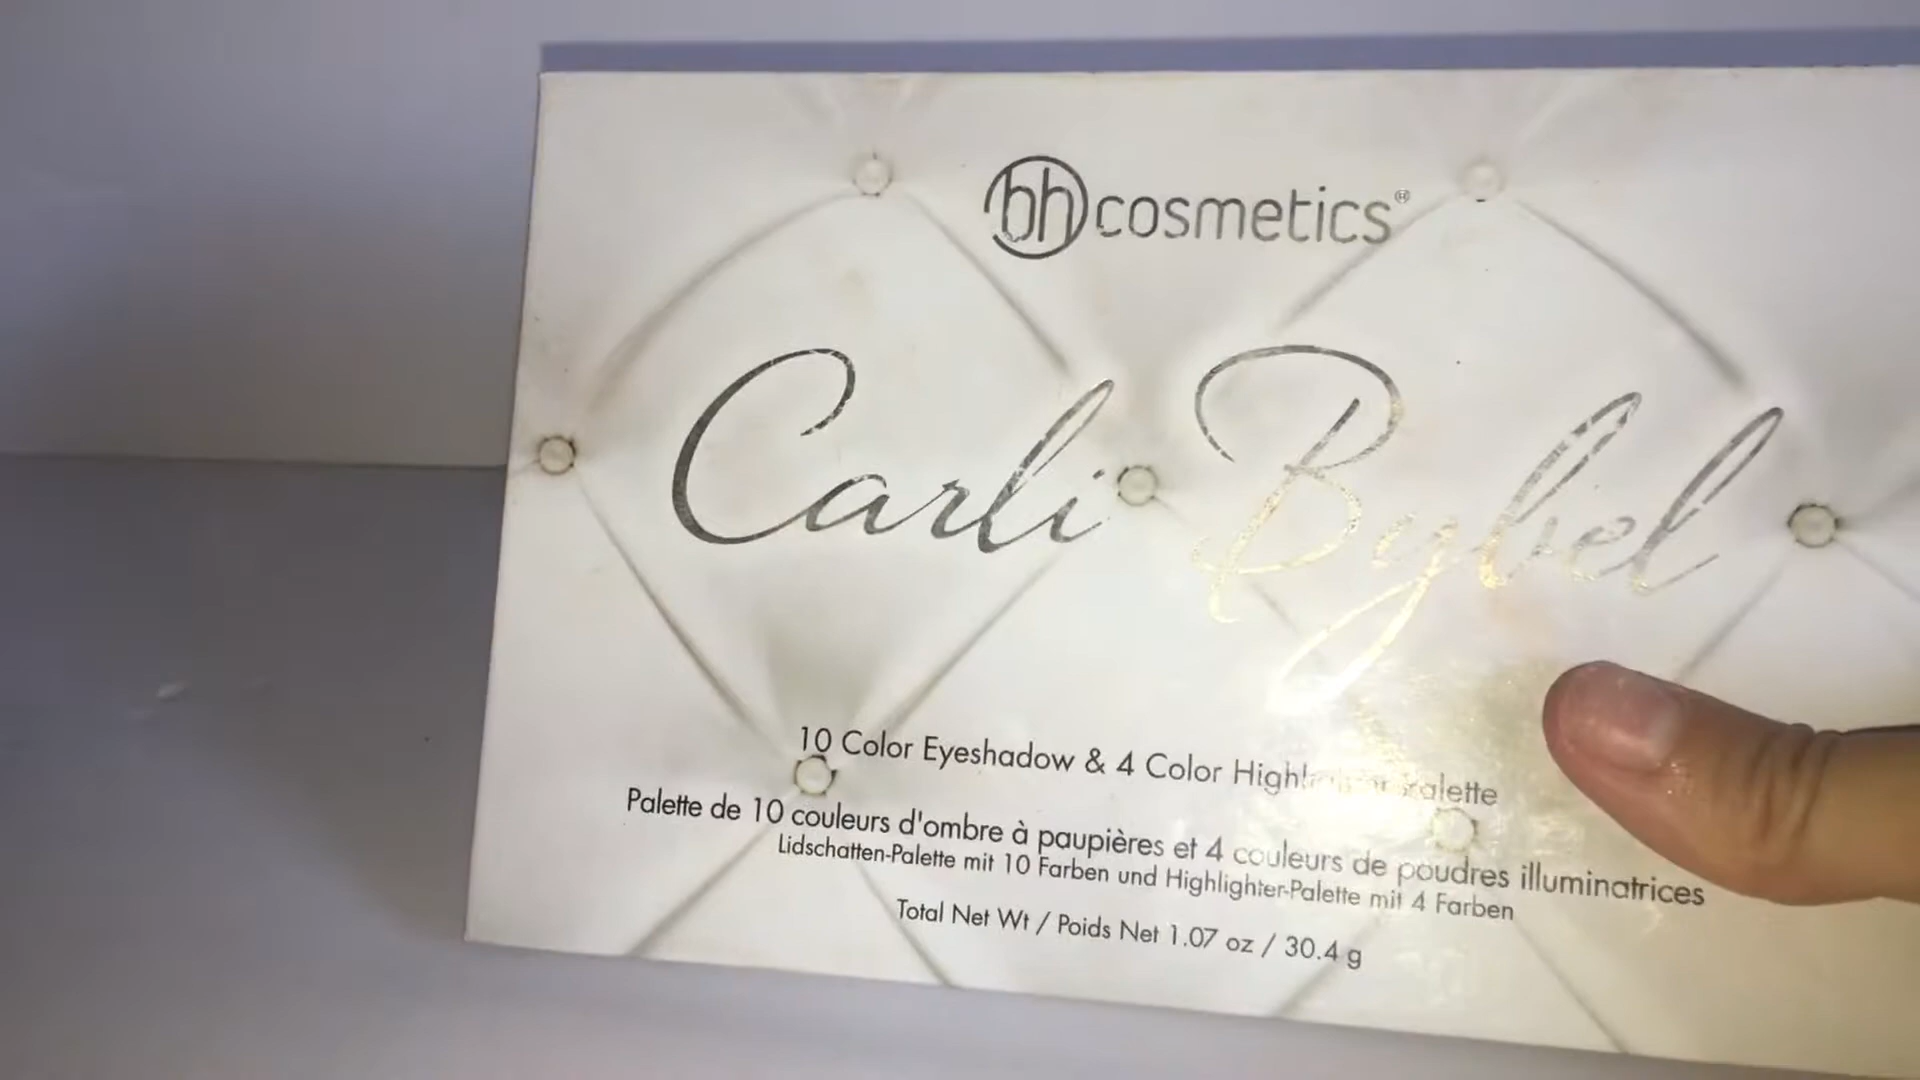 bh cosmetics®
Carli Bybel
10 Color Eyeshadow & 4 Color Highlighter Palette
Palette de 10 couleurs d'ombre à paupières et 4 couleurs de poudres illuminatrices
Lidschatten-Palette mit 10 Farben und Highlighter-Palette mit 4 Farben
Total Net Wt / Poids Net 1.07 oz / 30.4 g